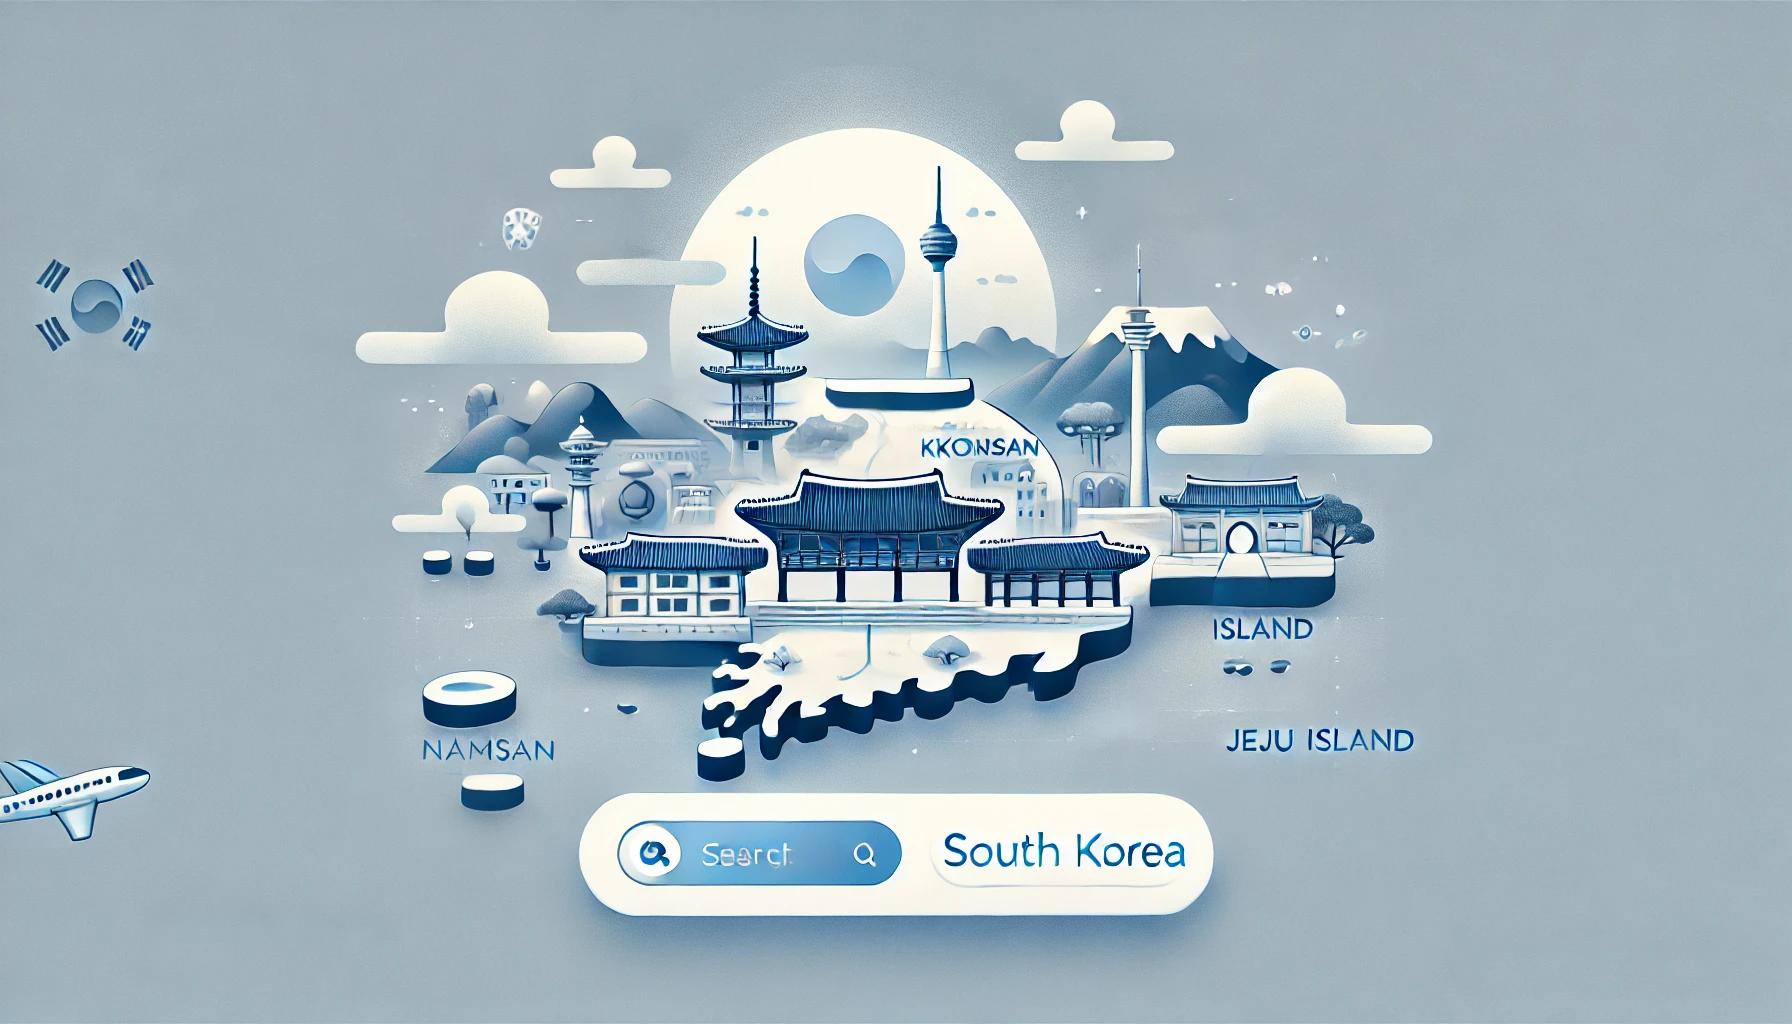 KKONSAN
ISLAND
NAMSAN
JEJU ISLAND
South Korea